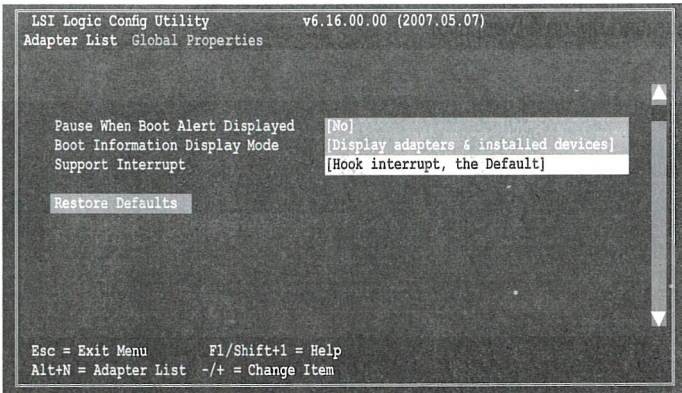 LSI Logic Config Utility v6.16.00.00 (2007.05.07)
Adapter List Global Properties
Pause When Boot Alert Displayed [No]
Boot Information Display Mode [Display adapters & installed devices]
Support Interrupt [Hook interrupt, the Default]
Restore Defaults
Esc = Exit Menu F1/Shift+1 = Help
Alt+N = Adapter List -/+ = Change Item